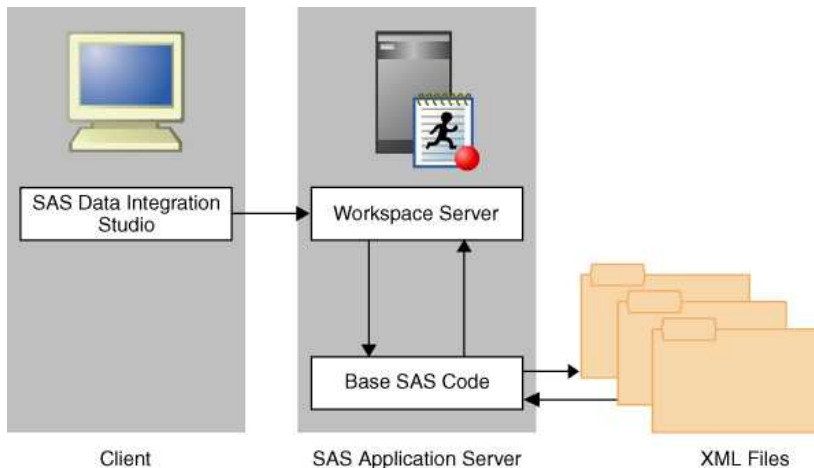 SAS Data Integration
Studio
Workspace Server
Base SAS Code
Client
SAS Application Server
XML Files